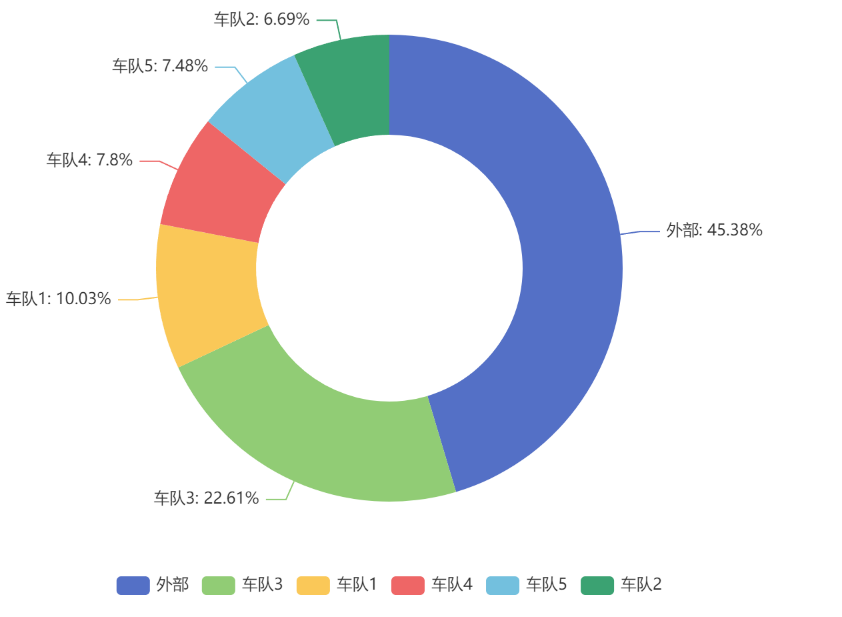 车队2: 6.69%
车队5: 7.48%
车队4: 7.8%
外部: 45.38%
车队1: 10.03%
车队3: 22.61%
外部 车队3 车队1 车队4 车队5 车队2